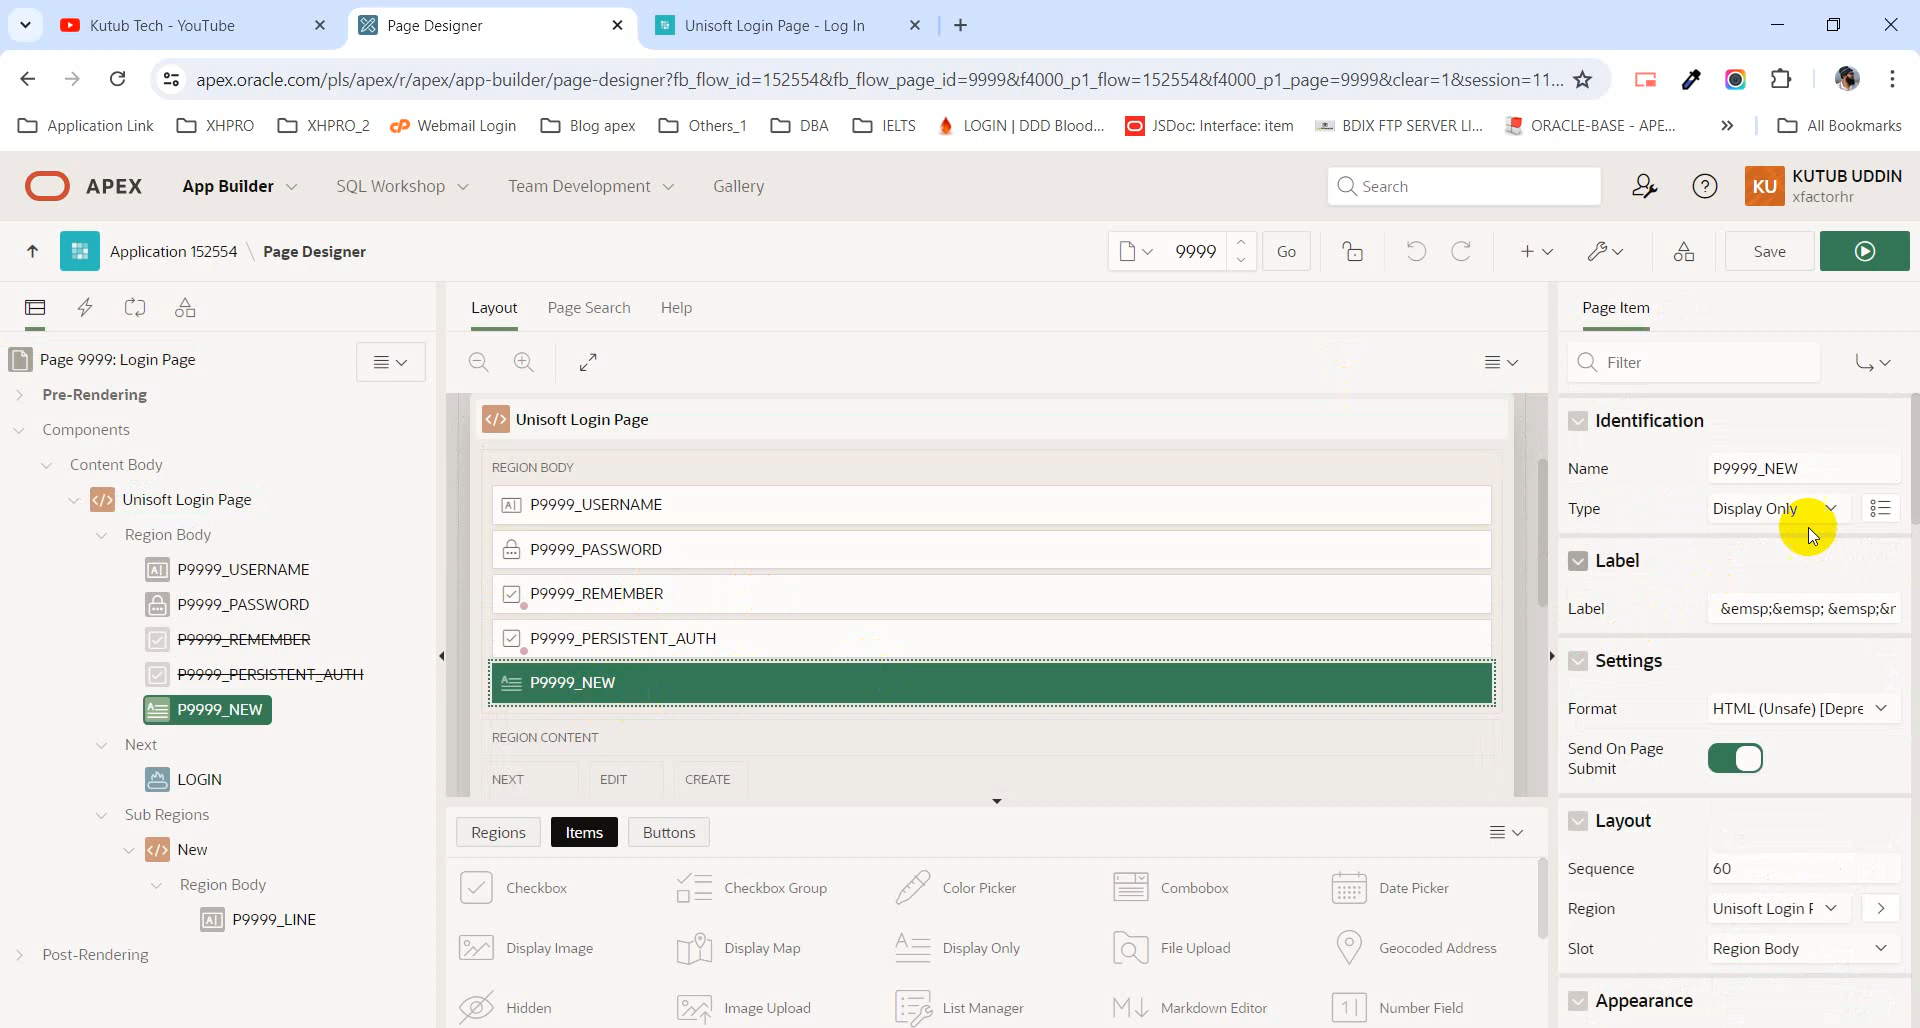 Kutub Tech - YouTube
Page Designer
Unisoft Login Page - Log In
apex.oracle.com/pls/apex/r/apex/app-builder/page-designer?fb_flow_id=152554&fb_flow_page_id=9999&f4000_p1_flow=152554&f4000_p1_page=9999&clear=1&session=11...
Application Link
XHPRO
XHPRO_2
Webmail Login
Blog apex
Others_1
DBA
IELTS
LOGIN | DDD Blood...
JSDoc: Interface: item
BDIX FTP SERVER LI...
ORACLE-BASE - APE...
All Bookmarks
APEX
App Builder
SQL Workshop
Team Development
Gallery
Search
KU
KUTUB UDDIN
xfactorhr
Application 152554 \ Page Designer
9999
Go
Save
Page 9999: Login Page
Pre-Rendering
Components
Content Body
Unisoft Login Page
Region Body
P9999_USERNAME
P9999_PASSWORD
P9999_REMEMBER
P9999_PERSISTENT_AUTH
P9999_NEW
Next
LOGIN
Sub Regions
New
Region Body
P9999_LINE
Post-Rendering
Layout
Page Search
Help
Unisoft Login Page
REGION BODY
P9999_USERNAME
P9999_PASSWORD
P9999_REMEMBER
P9999_PERSISTENT_AUTH
P9999_NEW
REGION CONTENT
NEXT
EDIT
CREATE
Regions
Items
Buttons
Checkbox
Checkbox Group
Color Picker
Combobox
Date Picker
Display Image
Display Map
Display Only
File Upload
Geocoded Address
Hidden
Image Upload
List Manager
Markdown Editor
Number Field
Page Item
Filter
Identification
Name P9999_NEW
Type Display Only
Label
Label &emsp;&emsp; &emsp;&r
Settings
Format HTML (Unsafe) [Depre
Send On Page
Submit
Layout
Sequence 60
Region Unisoft Login F
Slot Region Body
Appearance